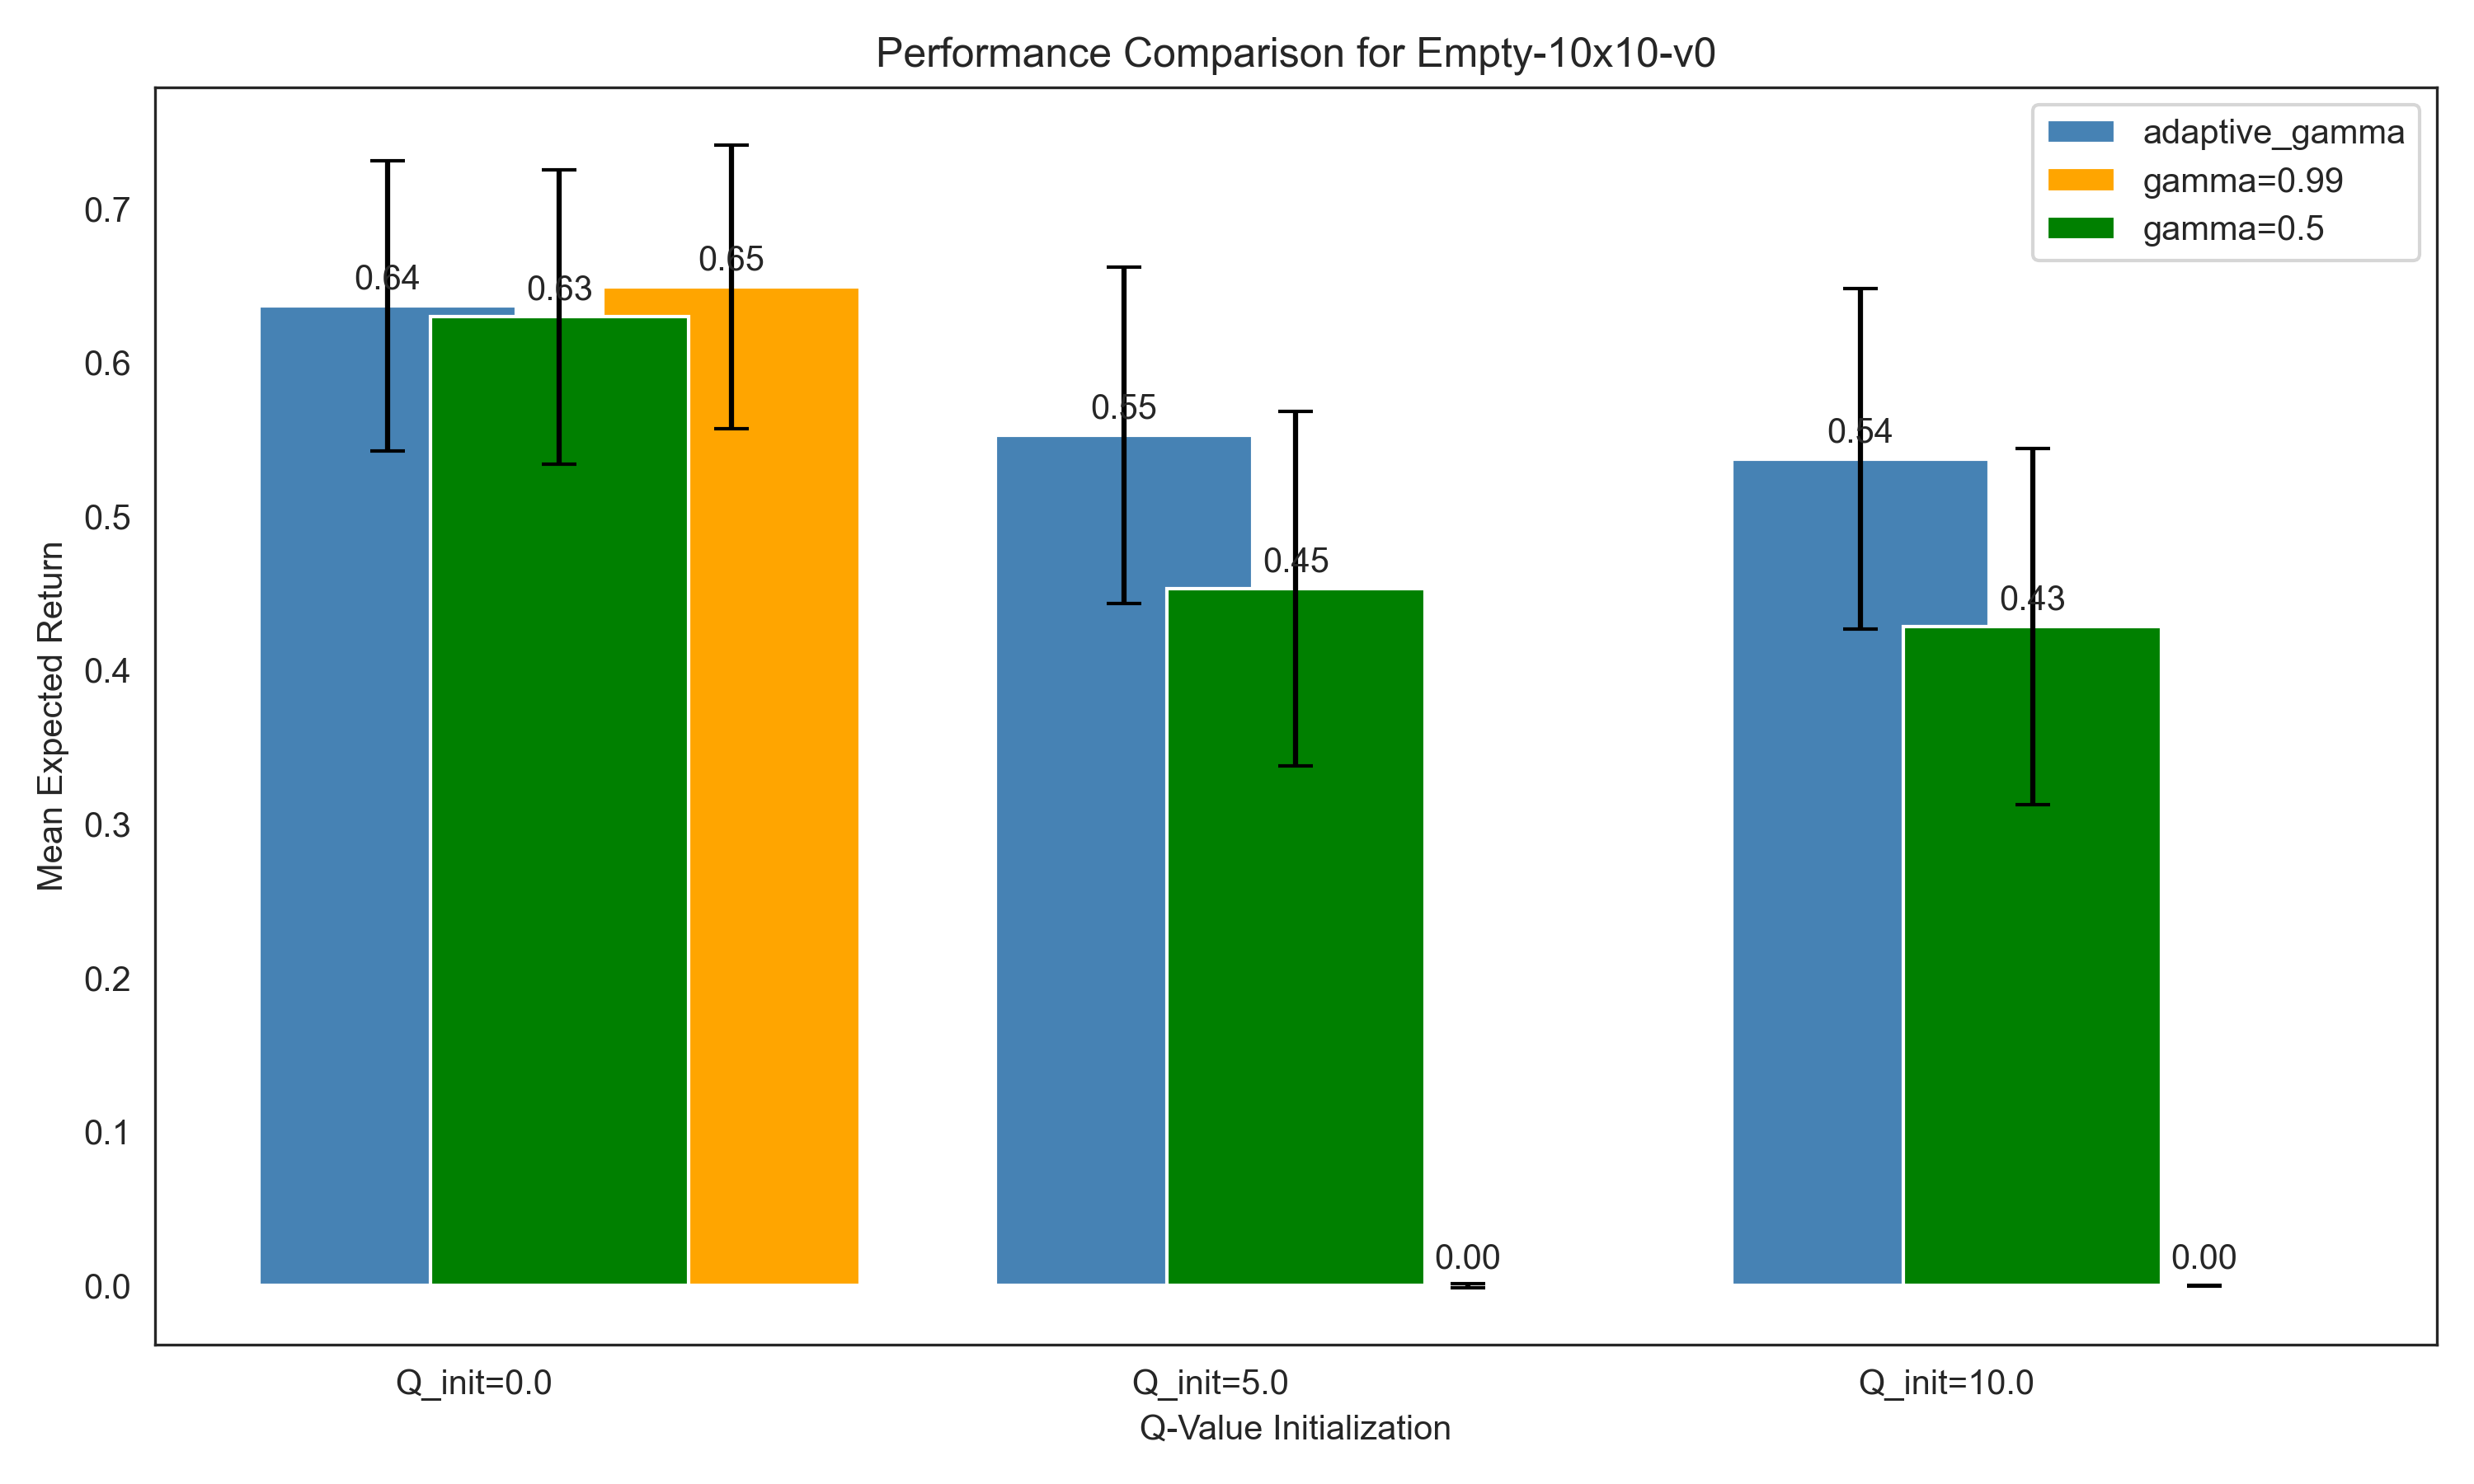 Performance Comparison for Empty-10x10-v0
adaptive_gamma
gamma=0.99
gamma=0.5
Mean Expected Return
0.7
0.6
0.5
0.4
0.3
0.2
0.1
0.0
0.64
0.63
0.65
0.55
0.45
0.00
0.54
0.43
0.00
Q_init=0.0
Q_init=5.0
Q_init=10.0
Q-Value Initialization